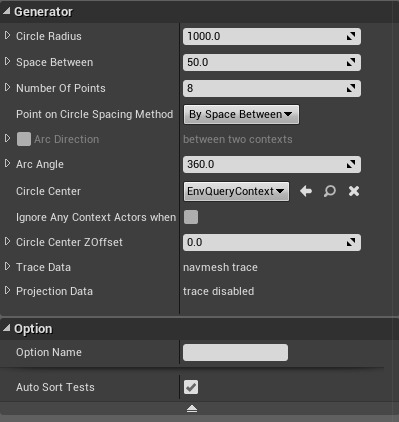 Generator
Circle Radius 1000.0
Space Between 50.0
Number Of Points 8
Point on Circle Spacing Method By Space Between
Arc Direction between two contexts
Arc Angle 360.0
Circle Center EnvQueryContext
Ignore Any Context Actors when
Circle Center ZOffset 0.0
Trace Data navmesh trace
Projection Data trace disabled
Option
Option Name
Auto Sort Tests